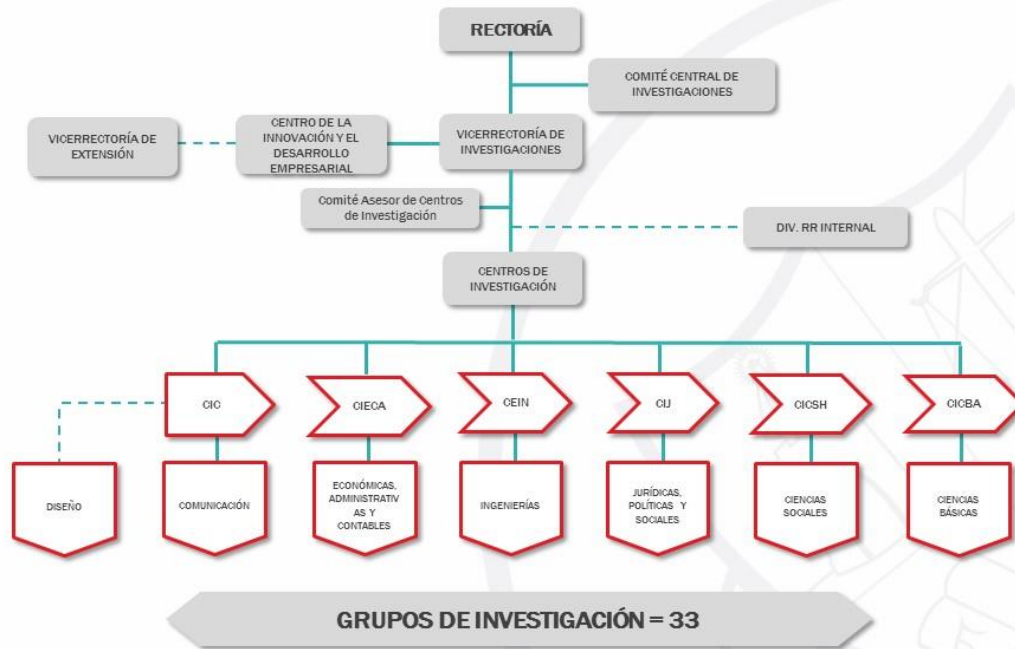 RECTORÍA
COMITÉ CENTRAL DE
INVESTIGACIONES
VICERRECTORÍA DE
EXTENSIÓN
CENTRO DE LA
INNOVACIÓN Y EL
DESARROLLO
EMPRESARIAL
VICERRECTORÍA DE
INVESTIGACIONES
Comité Asesor de Centros
de Investigación
DIV. RR INTERNAL
CENTROS DE
INVESTIGACIÓN
CIC
CIECA
CEIN
CIJ
CICSH
CICBA
DISEÑO
COMUNICACIÓN
ECONÓMICAS,
ADMINISTRATIV
AS Y
CONTABLES
INGENIERÍAS
JURÍDICAS,
POLÍTICAS Y
SOCIALES
CIENCIAS
SOCIALES
CIENCIAS
BÁSICAS
GRUPOS DE INVESTIGACIÓN = 33